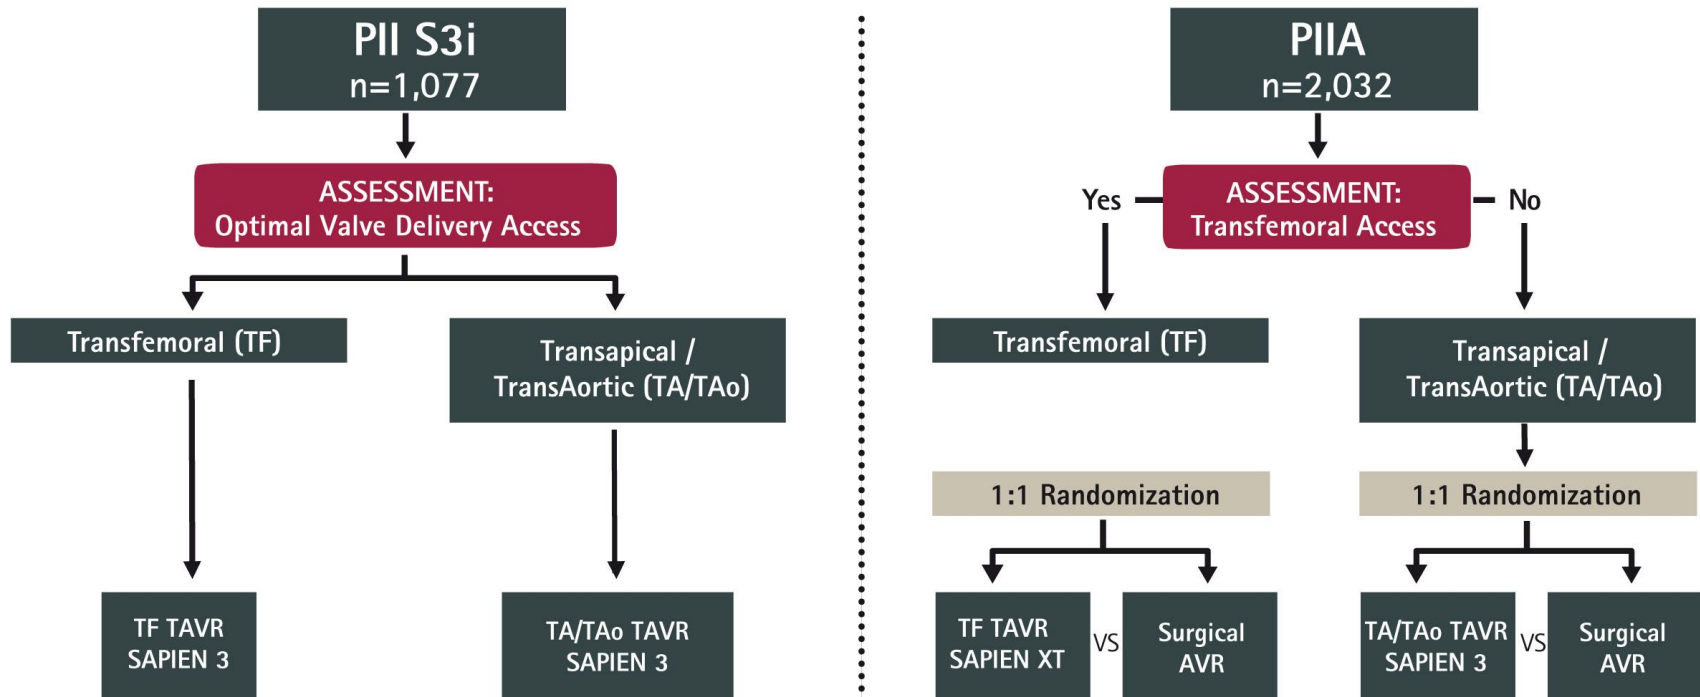 PII S3i
n=1,077
ASSESSMENT:
Optimal Valve Delivery Access
Transfemoral (TF)
Transapical /
TransAortic (TA/TAo)
TF TAVR
SAPIEN 3
TA/TAo TAVR
SAPIEN 3
PIIA
n=2,032
Yes
ASSESSMENT:
Transfemoral Access
No
Transfemoral (TF)
Transapical /
TransAortic (TA/TAo)
1:1 Randomization
1:1 Randomization
TF TAVR
SAPIEN XT
VS
Surgical
AVR
TA/TAo TAVR
SAPIEN 3
VS
Surgical
AVR